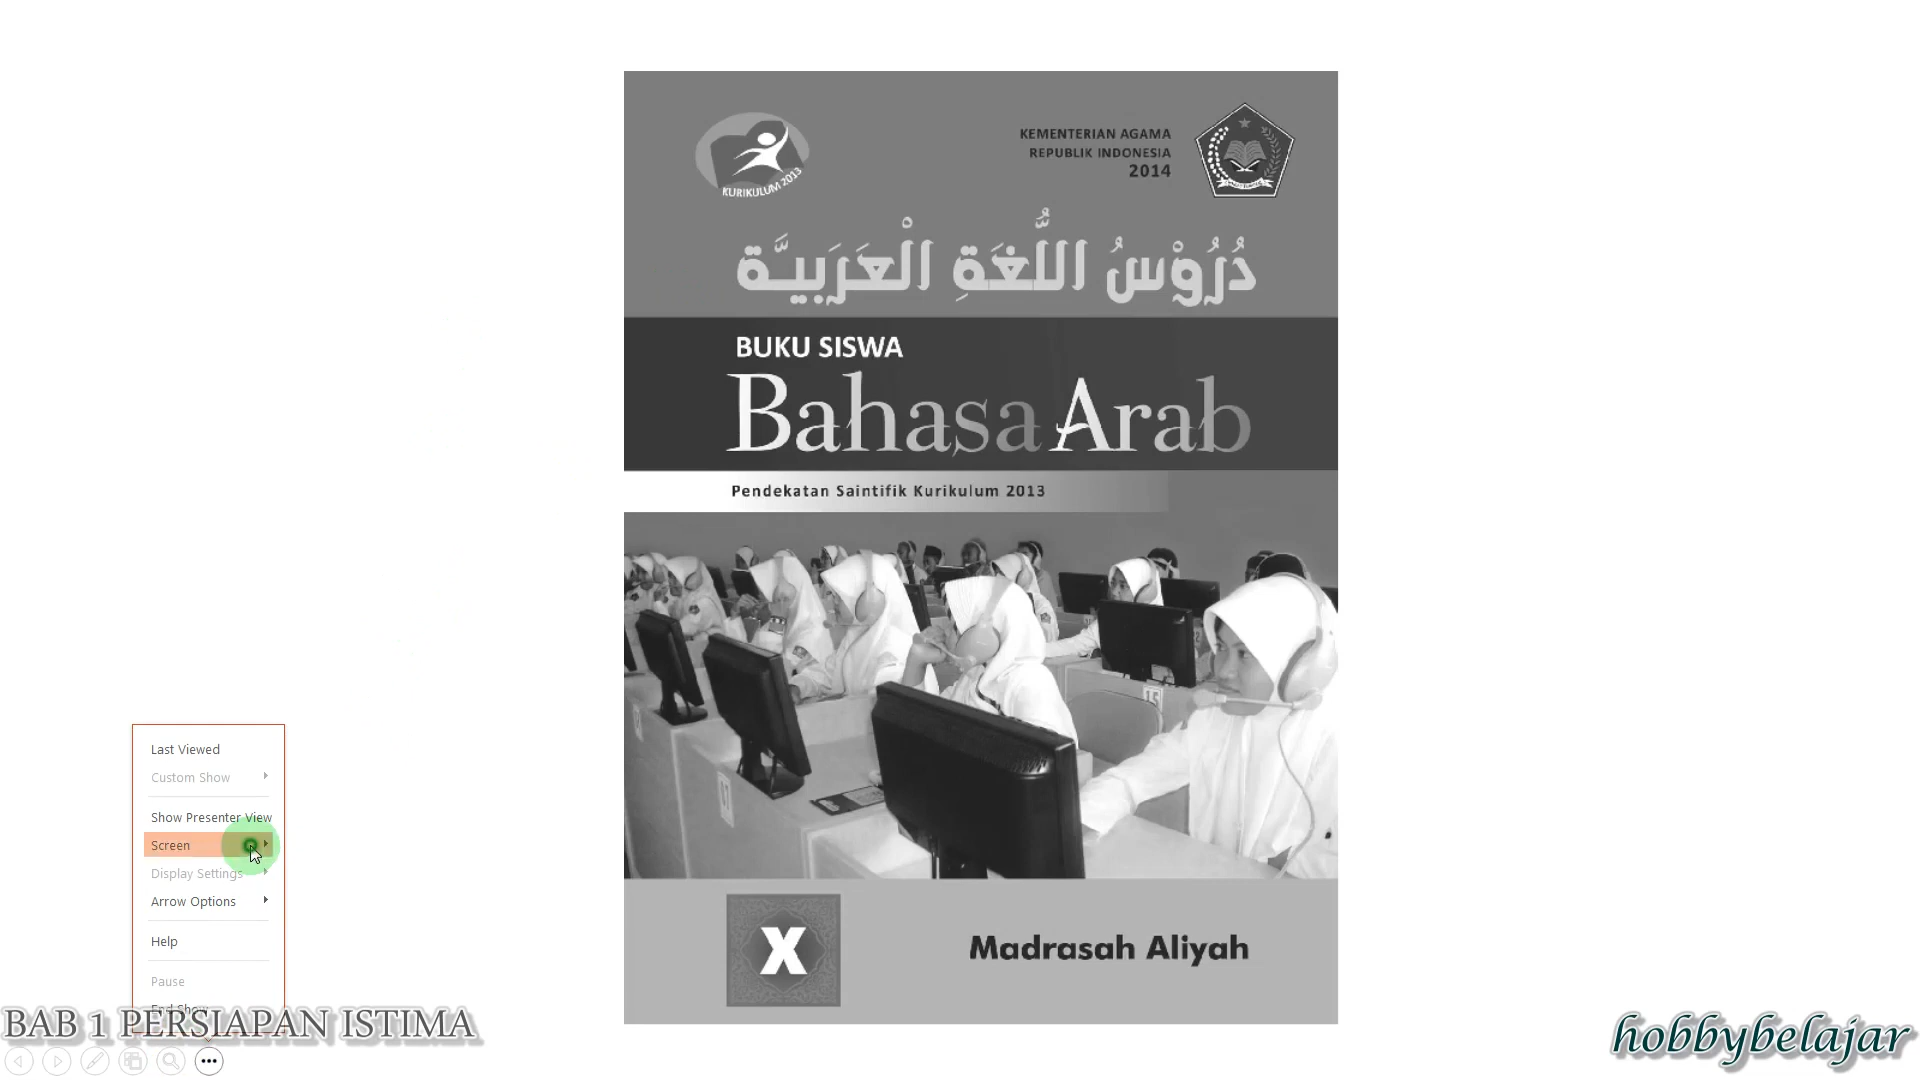 KURIKULUM 2013
KEMENTERIAN AGAMA
REPUBLIK INDONESIA
2014
دُرُوْسُ اللُّغَةِ الْعَرَبِيَّة
BUKU SISWA
Bahasa Arab
Pendekatan Saintifik Kurikulum 2013
X
Madrasah Aliyah
Last Viewed
Custom Show
Show Presenter View
Screen
Display Settings
Arrow Options
Help
Pause
End Show
BAB 1 PERSIAPAN ISTIMA
hobbybelajar